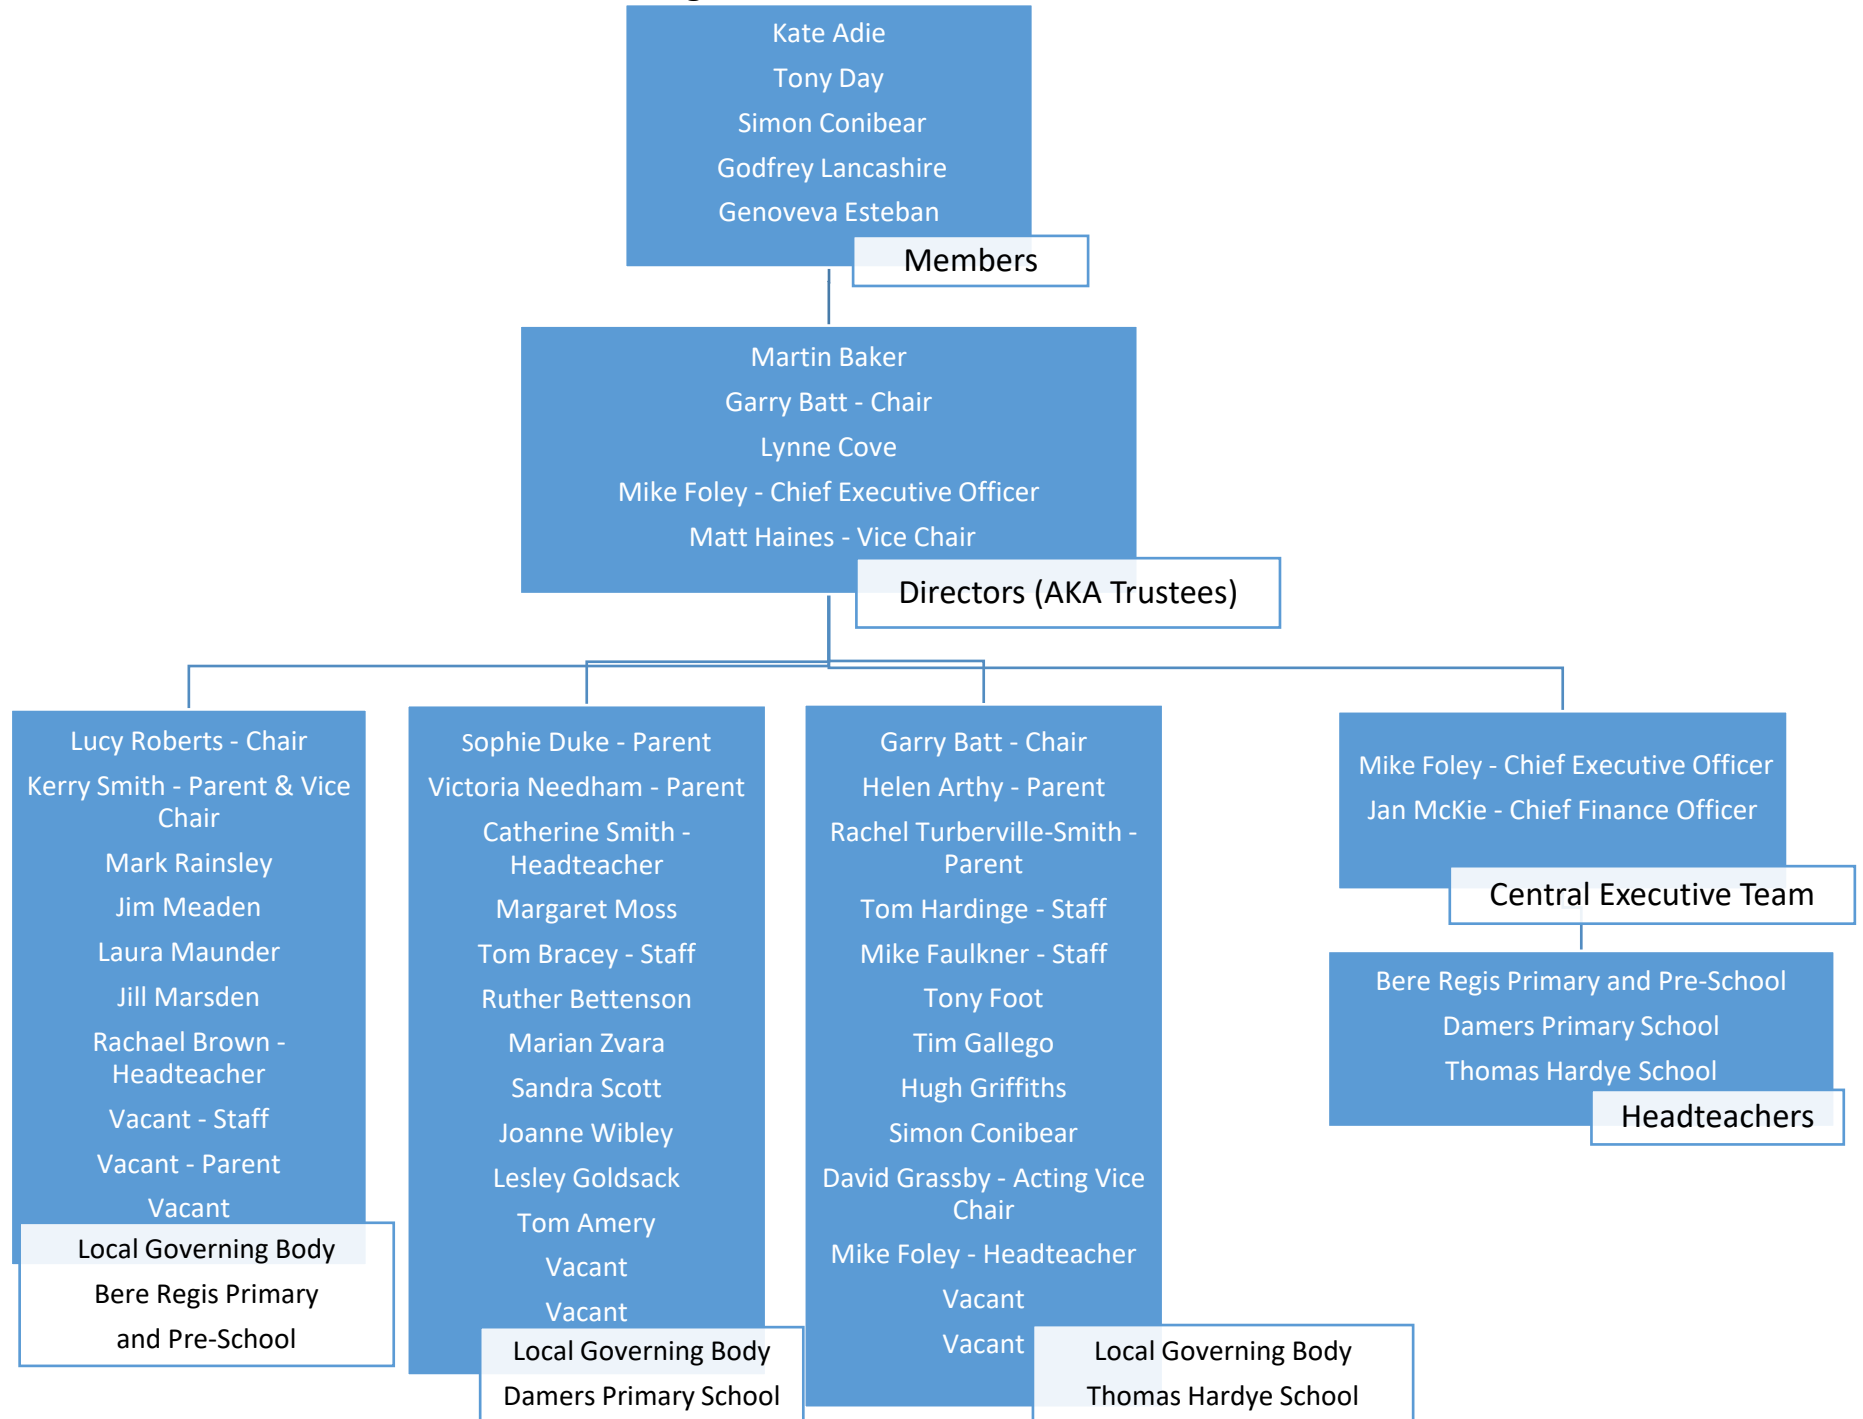 Kate Adie
Tony Day
Simon Conibear
Godfrey Lancashire
Genoveva Esteban
Members
Martin Baker
Garry Batt - Chair
Lynne Cove
Mike Foley - Chief Executive Officer
Matt Haines - Vice Chair
Directors (AKA Trustees)
Lucy Roberts - Chair
Kerry Smith - Parent & Vice
Chair
Mark Rainsley
Jim Meaden
Laura Maunder
Jill Marsden
Rachael Brown -
Headteacher
Vacant - Staff
Vacant - Parent
Vacant
Local Governing Body
Bere Regis Primary
and Pre-School
Sophie Duke - Parent
Victoria Needham - Parent
Catherine Smith -
Headteacher
Margaret Moss
Tom Bracey - Staff
Ruther Bettenson
Marian Zvara
Sandra Scott
Joanne Wibley
Lesley Goldsack
Tom Amery
Vacant
Vacant
Local Governing Body
Damers Primary School
Garry Batt - Chair
Helen Arthy - Parent
Rachel Turberville-Smith -
Parent
Tom Hardinge - Staff
Mike Faulkner - Staff
Tony Foot
Tim Gallego
Hugh Griffiths
Simon Conibear
David Grassby - Acting Vice
Chair
Mike Foley - Headteacher
Vacant
Vacant
Local Governing Body
Thomas Hardye School
Mike Foley - Chief Executive Officer
Jan McKie - Chief Finance Officer
Central Executive Team
Bere Regis Primary and Pre-School
Damers Primary School
Thomas Hardye School
Headteachers